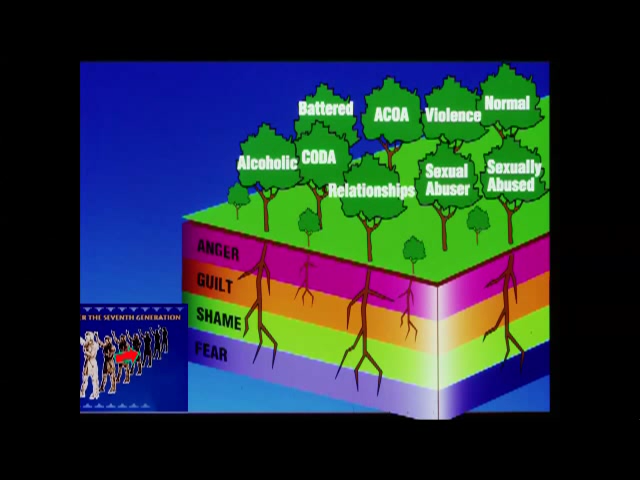 Battered
ACOA
Violence
Normal
Alcoholic
CODA
Relationships
Sexual
Abuser
Sexually
Abused
ANGER
GUILT
SHAME
FEAR
THE SEVENTH GENERATION